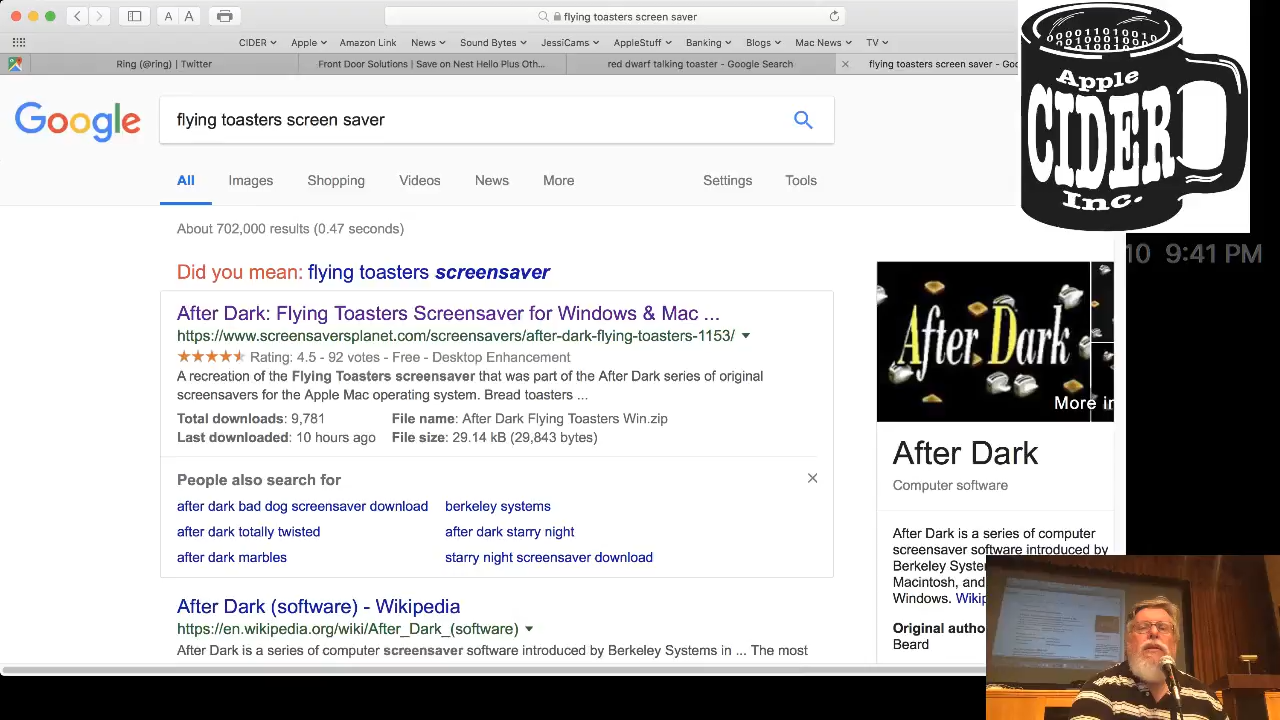 flying toasters screen saver
A A
CIDER Apple Amazon Link News Sound Bytes JessiCams AppleStuff Banking Blogs Mac News TV
Ring (@ring) | Twitter
Front Door Solutions | Save on Nest Hello Plus Oth...
red dwarf talking toaster - Google Search
flying toasters screen saver - Goo
000011010010
Apple
CIDER
Inc.
10 9:41 PM
Google
flying toasters screen saver
All Images Shopping Videos News More Settings Tools
About 702,000 results (0.47 seconds)
Did you mean: flying toasters screensaver
After Dark: Flying Toasters Screensaver for Windows & Mac ...
https://www.screensaversplanet.com/screensavers/after-dark-flying-toasters-1153/
Rating: 4.5 - 92 votes - Free - Desktop Enhancement
A recreation of the Flying Toasters screensaver that was part of the After Dark series of original
screensavers for the Apple Mac operating system. Bread toasters ...
Total downloads: 9,781 File name: After Dark Flying Toasters Win.zip
Last downloaded: 10 hours ago File size: 29.14 kB (29,843 bytes)
People also search for
after dark bad dog screensaver download berkeley systems
after dark totally twisted after dark starry night
after dark marbles starry night screensaver download
After Dark (software) - Wikipedia
https://en.wikipedia.org/wiki/After_Dark_(software)
After Dark is a series of computer screensaver software introduced by Berkeley Systems in ... The most
After Dark
More in
After Dark
Computer software
After Dark is a series of computer
screensaver software introduced by
Berkeley Syste
Macintosh, and
Windows. Wikip
Original autho
Beard